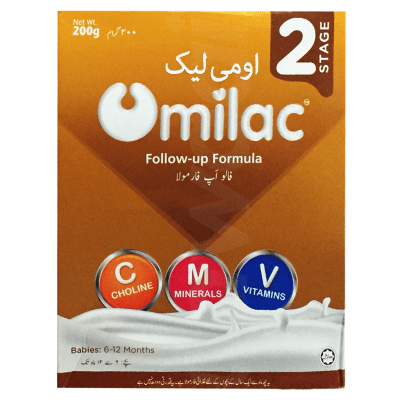 Net Wt.
200g
۲۰۰ گرام
2
STAGE
اومی لیک
Omilac
Follow-up Formula
فالو اَپ فارمولا
C
CHOLINE
M
MINERALS
V
VITAMINS
Babies: 6-12 Months